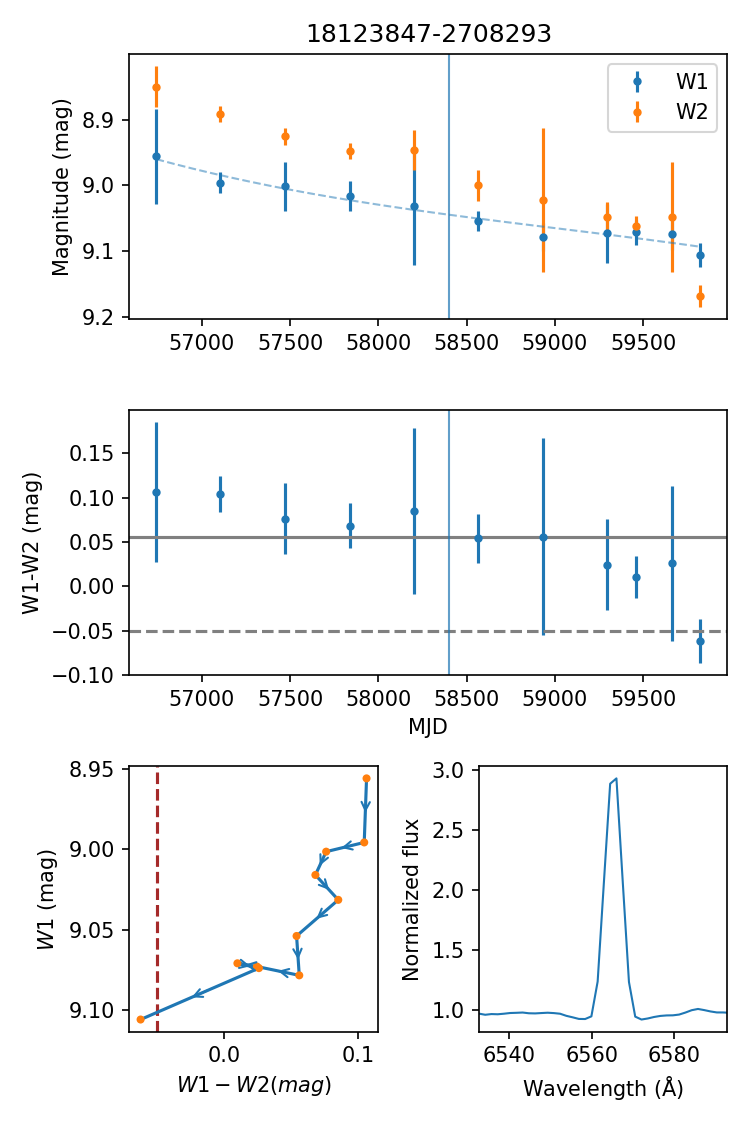 18123847-2708293
Magnitude (mag)
8.9
9.0
9.1
9.2
W1
W2
57000 57500 58000 58500 59000 59500
W1-W2 (mag)
0.15
0.10
0.05
0.00
−0.05
−0.10
57000 57500 58000 58500 59000 59500
MJD
W1 (mag)
8.95
9.00
9.05
9.10
0.0 0.1
W1 − W2(mag)
Normalized flux
3.0
2.5
2.0
1.5
1.0
6540 6560 6580
Wavelength (Å)